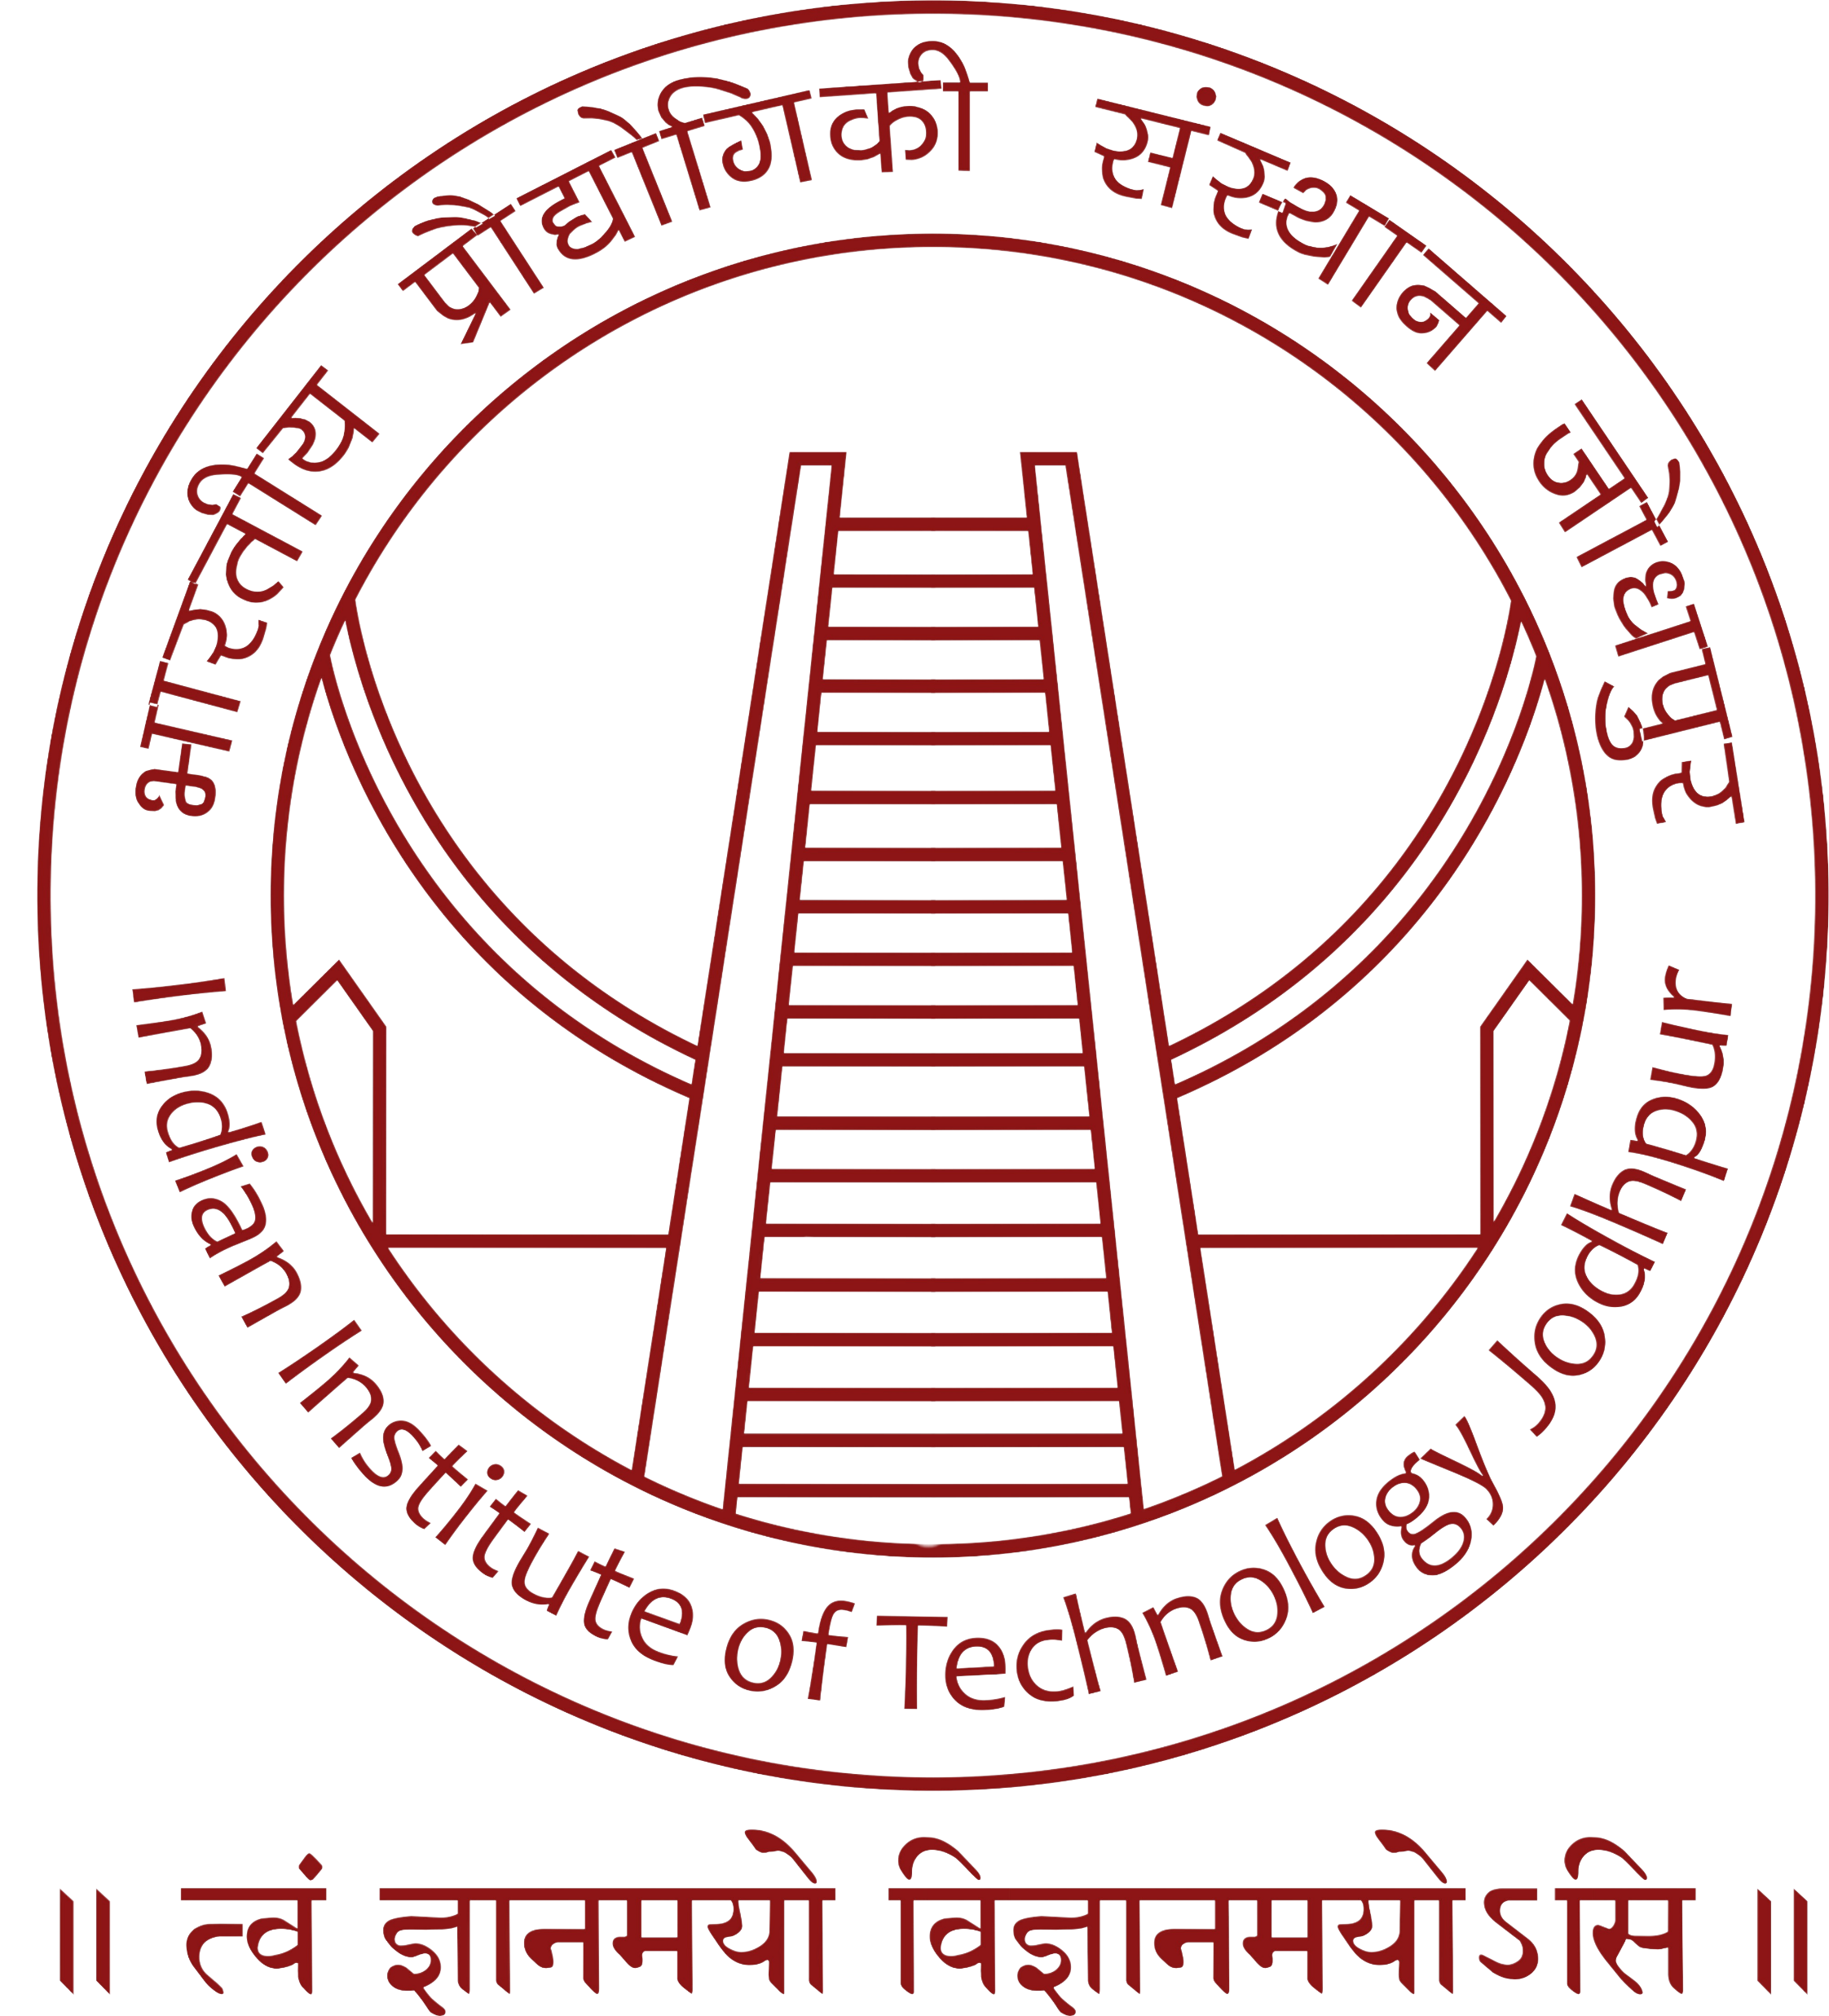 भारतीय प्रौद्योगिकी संस्थान जोधपुर
Indian Institute of Technology Jodhpur
॥ त्वं ज्ञानमयो विज्ञानमयोऽसि ॥